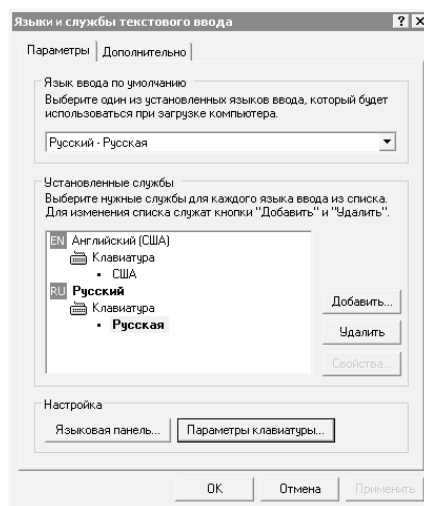 Языки и службы текстового ввода
Параметры
Дополнительно
Язык ввода по умолчанию
Выберите один из установленных языков ввода, который будет
использоваться при загрузке компьютера.
Русский - Русская
Установленные службы
Выберите нужные службы для каждого языка ввода из списка.
Для изменения списка служат кнопки "Добавить" и "Удалить".
EN Английский (США)
Клавиатура
• США
RU Русский
Клавиатура
• Русская
Добавить...
Удалить
Свойства...
Настройка
Языковая панель...
Параметры клавиатуры...
OK
Отмена
Применить